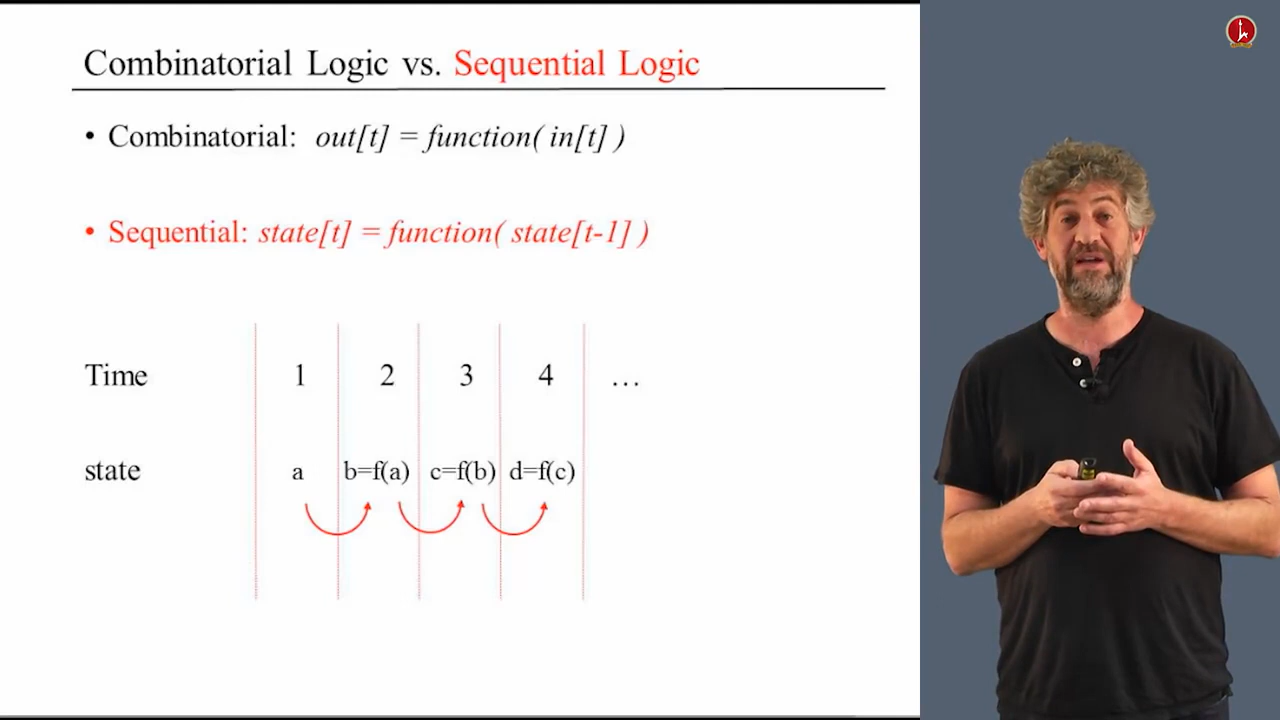 Combinatorial Logic vs. Sequential Logic
• Combinatorial: out[t] = function( in[t] )
• Sequential: state[t] = function( state[t-1] )
Time 1 2 3 4 …
state a b=f(a) c=f(b) d=f(c)